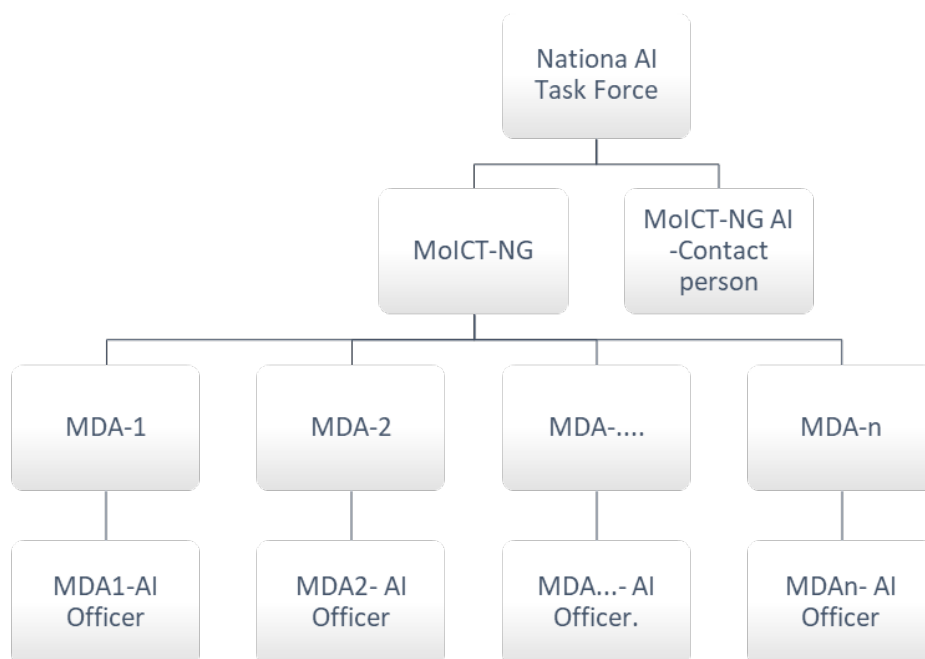 Nationa AI
Task Force
MoICT-NG
MoICT-NG AI
-Contact
person
MDA-1
MDA-2
MDA-....
MDA-n
MDA1-AI
Officer
MDA2- AI
Officer
MDA...- AI
Officer.
MDAn- AI
Officer